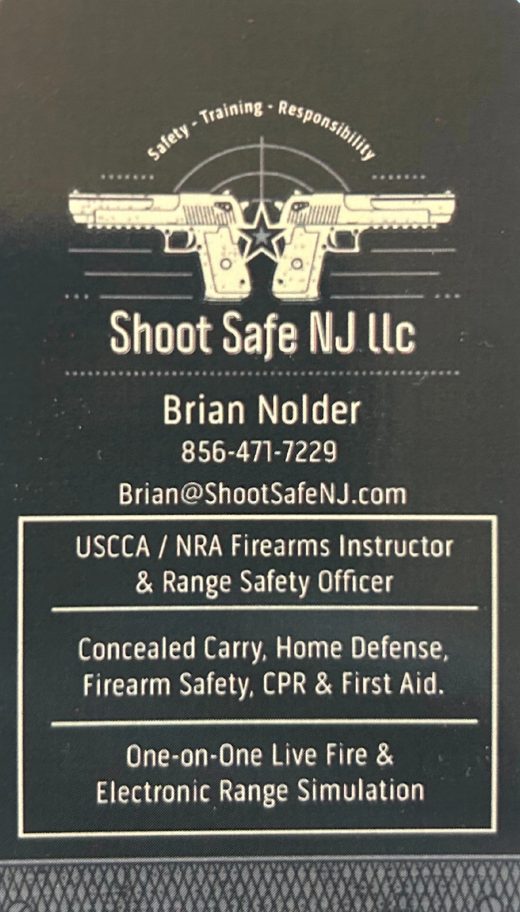 Safety - Training - Responsibility
Shoot Safe NJ llc
Brian Nolder
856-471-7229
Brian@ShootSafeNJ.com
USCCA / NRA Firearms Instructor
& Range Safety Officer
Concealed Carry, Home Defense,
Firearm Safety, CPR & First Aid.
One-on-One Live Fire &
Electronic Range Simulation